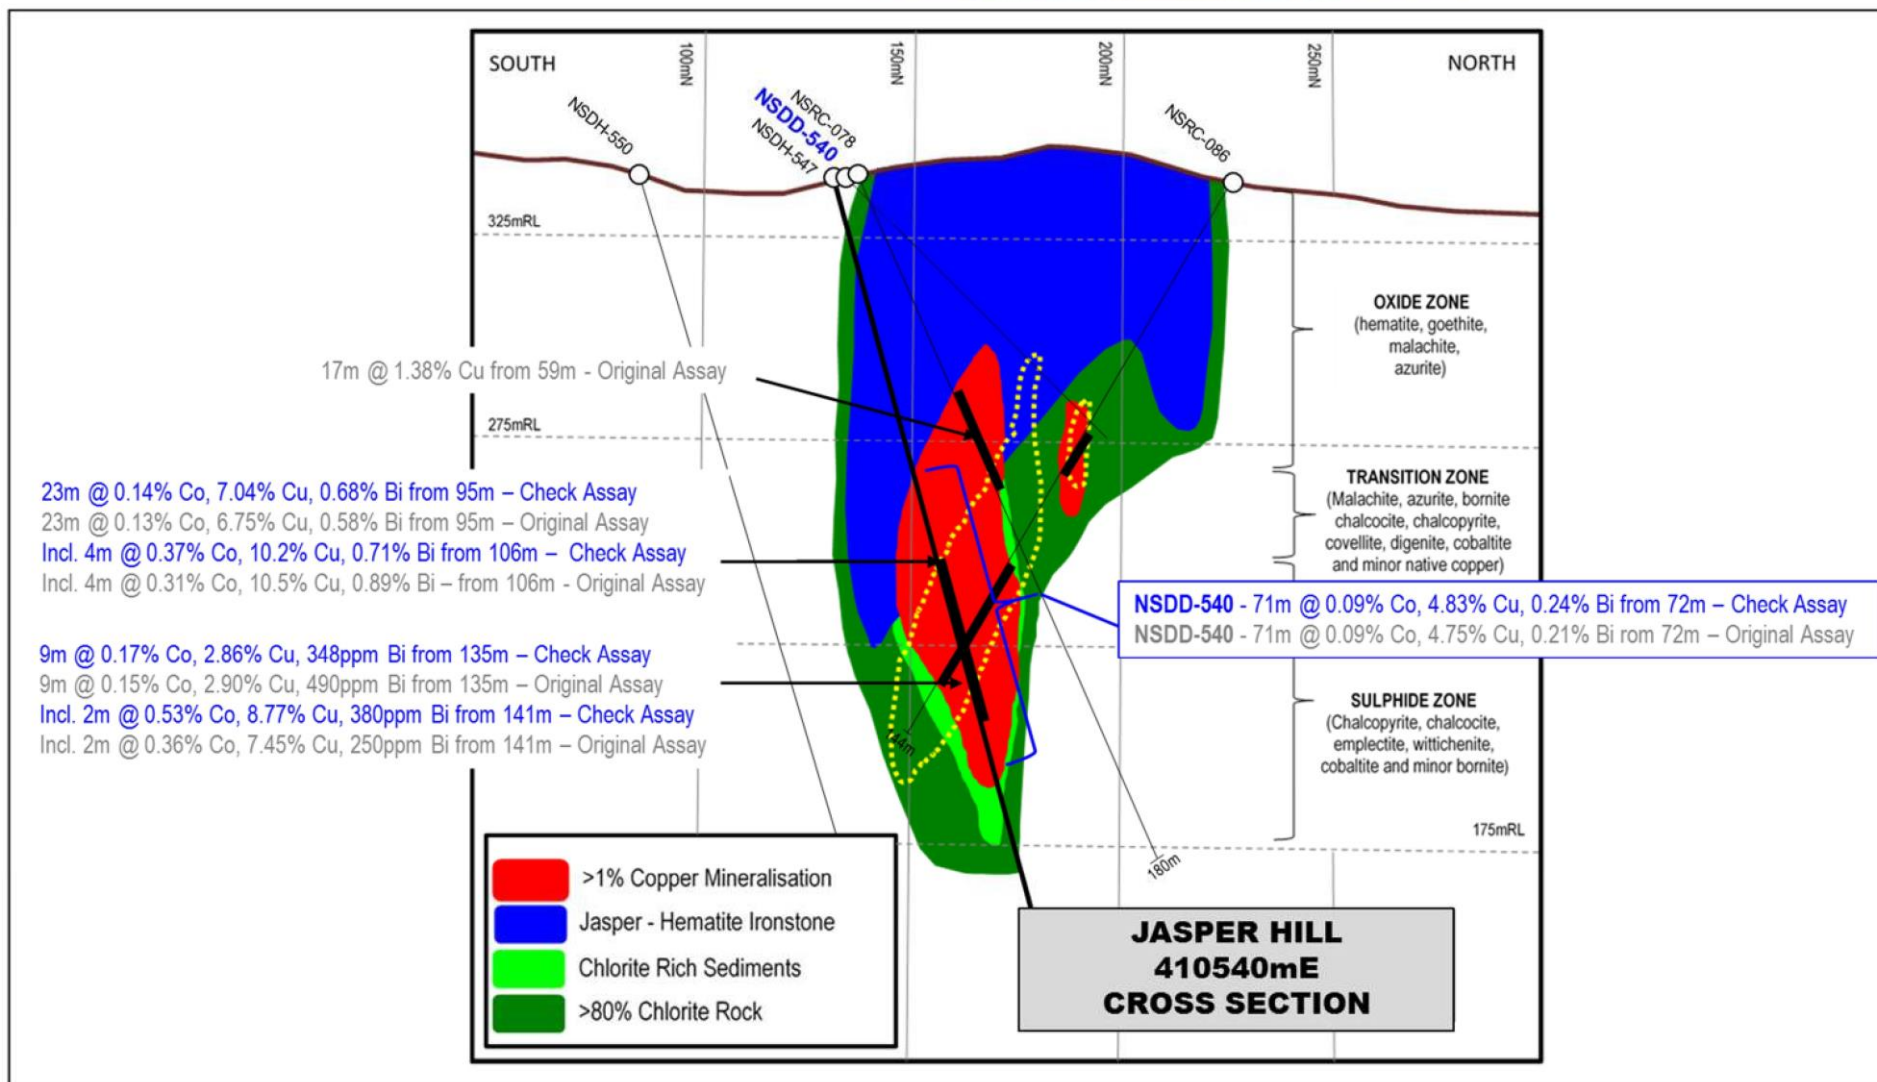 SOUTH
100mN
150mN
200mN
250mN
NORTH
NSDH-550
NSRC-078
NSDD-540
NSDH-547
NSRC-086
325mRL
OXIDE ZONE
(hematite, goethite,
malachite,
azurite)
17m @ 1.38% Cu from 59m - Original Assay
275mRL
TRANSITION ZONE
(Malachite, azurite, bornite
chalcocite, chalcopyrite,
covellite, digenite, cobaltite
and minor native copper)
23m @ 0.14% Co, 7.04% Cu, 0.68% Bi from 95m – Check Assay
23m @ 0.13% Co, 6.75% Cu, 0.58% Bi from 95m – Original Assay
Incl. 4m @ 0.37% Co, 10.2% Cu, 0.71% Bi from 106m – Check Assay
Incl. 4m @ 0.31% Co, 10.5% Cu, 0.89% Bi – from 106m - Original Assay
NSDD-540 - 71m @ 0.09% Co, 4.83% Cu, 0.24% Bi from 72m – Check Assay
NSDD-540 - 71m @ 0.09% Co, 4.75% Cu, 0.21% Bi rom 72m – Original Assay
9m @ 0.17% Co, 2.86% Cu, 348ppm Bi from 135m – Check Assay
9m @ 0.15% Co, 2.90% Cu, 490ppm Bi from 135m – Original Assay
Incl. 2m @ 0.53% Co, 8.77% Cu, 380ppm Bi from 141m – Check Assay
Incl. 2m @ 0.36% Co, 7.45% Cu, 250ppm Bi from 141m – Original Assay
SULPHIDE ZONE
(Chalcopyrite, chalcocite,
emplectite, wittichenite,
cobaltite and minor bornite)
144m
175mRL
180m
>1% Copper Mineralisation
Jasper - Hematite Ironstone
Chlorite Rich Sediments
>80% Chlorite Rock
JASPER HILL
410540mE
CROSS SECTION